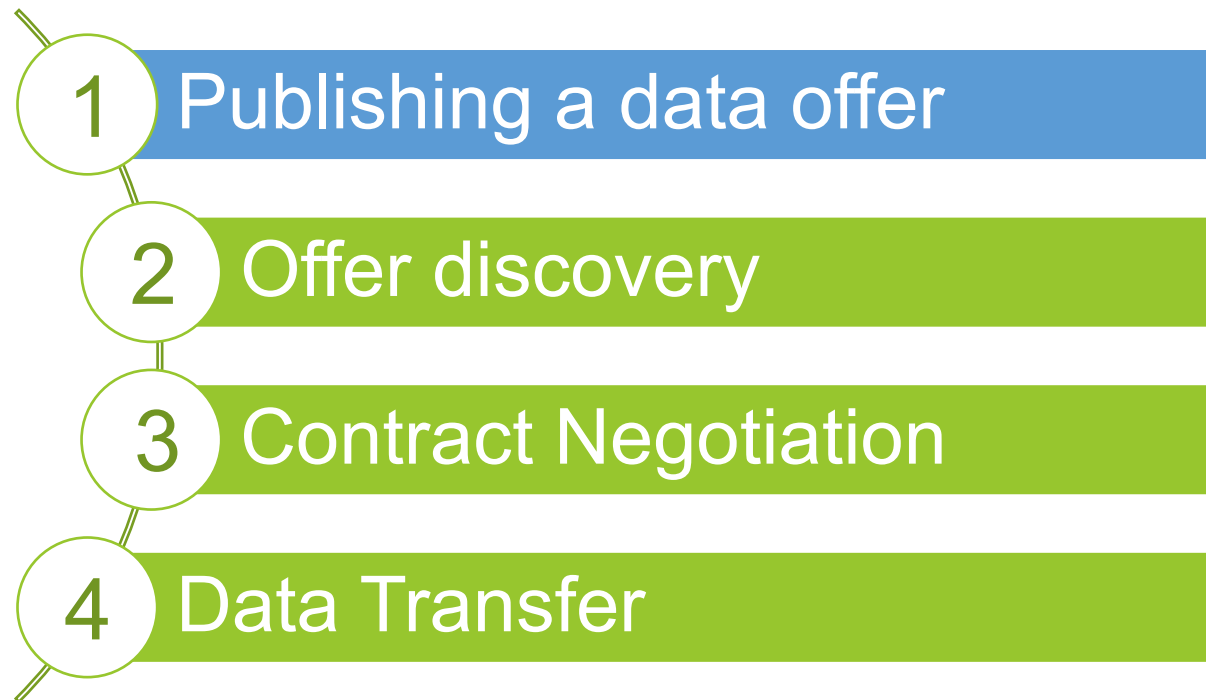 1 Publishing a data offer
2 Offer discovery
3 Contract Negotiation
4 Data Transfer